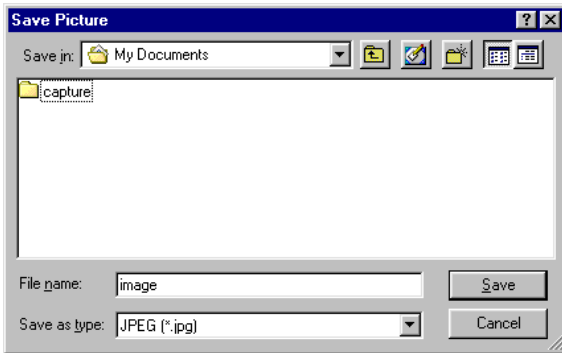 Save Picture
Save in: My Documents
capture
File name: image Save
Save as type: JPEG (*.jpg) Cancel